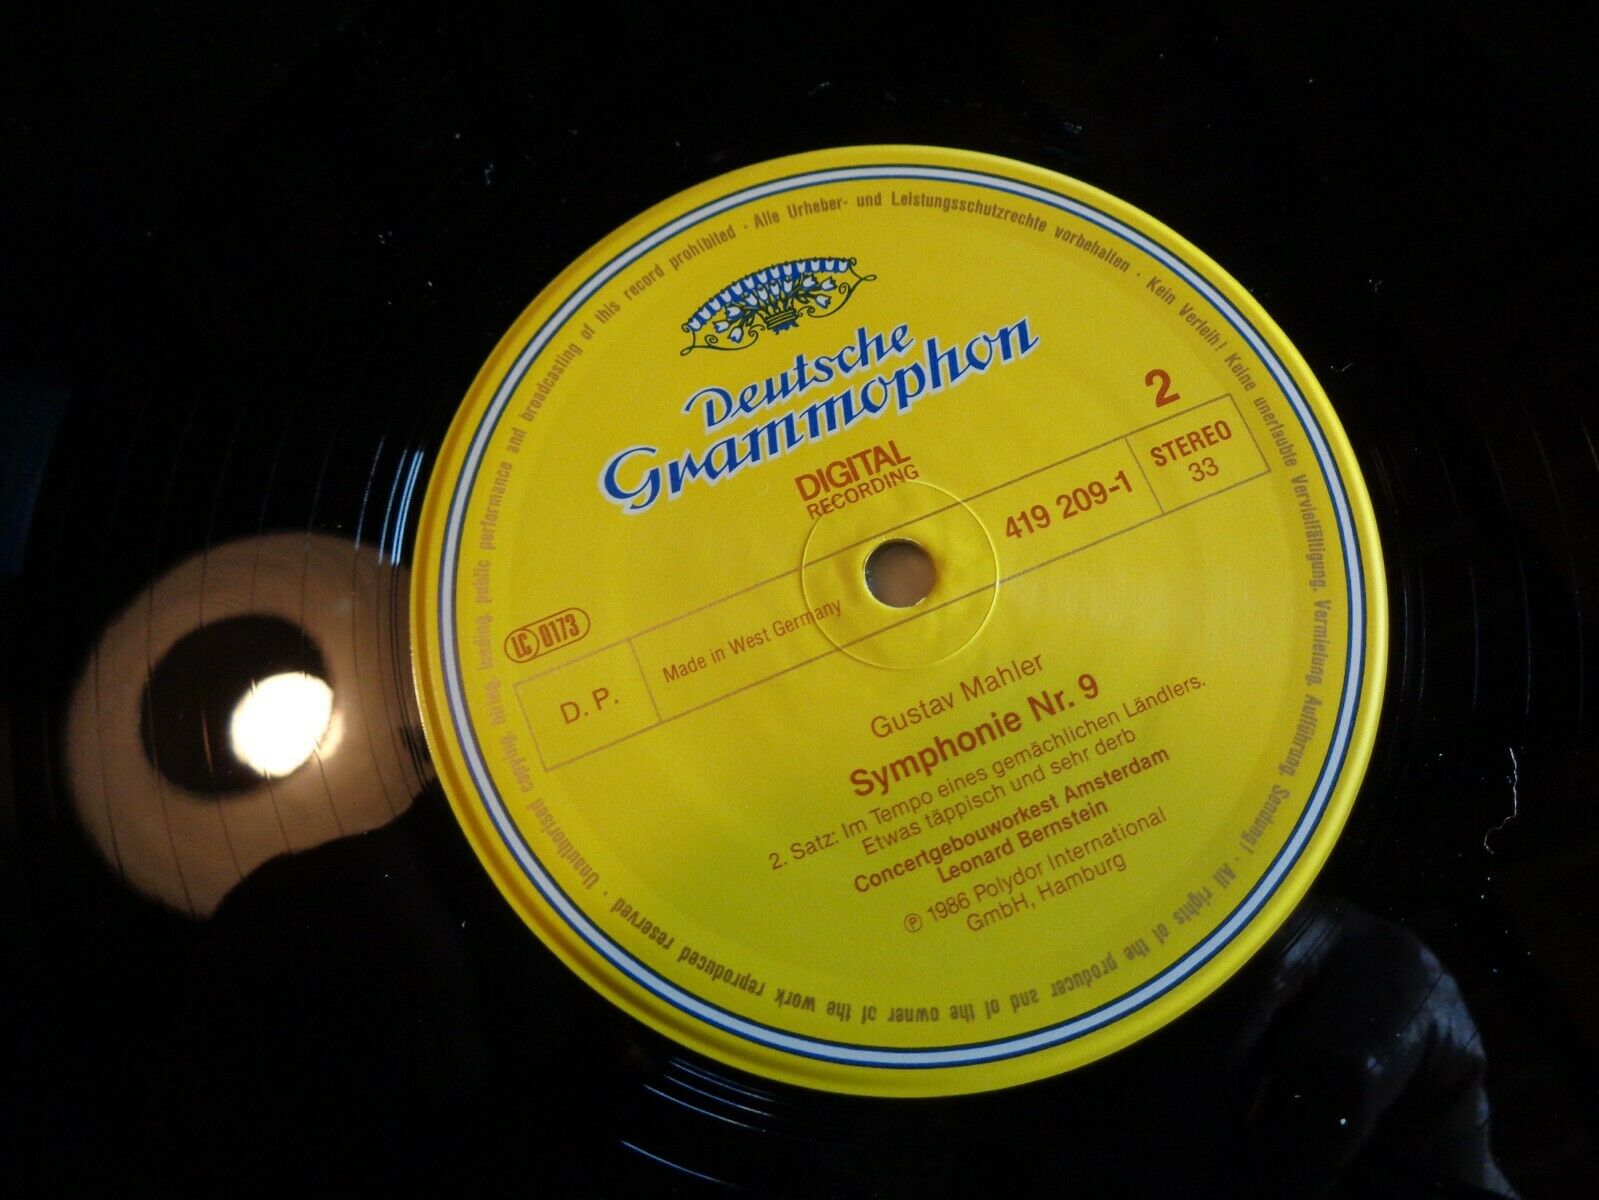 Deutsche
Grammophon
DIGITAL
RECORDING
2
STEREO
33
419 209-1
LC 0173
D. P.
Made in West Germany
Gustav Mahler
Symphonie Nr. 9
2. Satz: Im Tempo eines gemächlichen Ländlers.
Etwas täppisch und sehr derb
Concertgebouworkest Amsterdam
Leonard Bernstein
℗ 1986 Polydor International
GmbH, Hamburg
Alle Urheber- und Leistungsschutzrechte vorbehalten · Kein Verleih! Keine unerlaubte Vervielfältigung, Vermietung, Aufführung, Sendung! · All rights of the producer and of the owner of the work reproduced reserved · Unauthorised copying, hiring, lending, public performance and broadcasting of this record prohibited ·